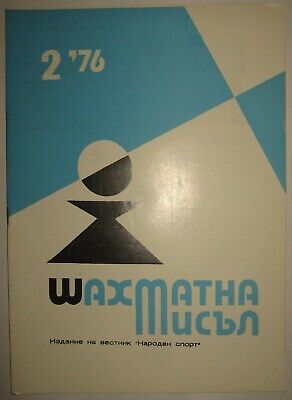 2 '76
ШАХМАТНА
МИСЪЛ
Издание на вестник "Народен спорт"